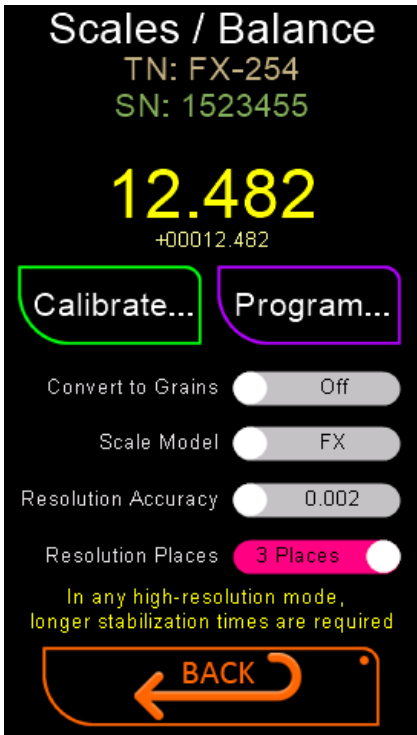 Scales / Balance
TN: FX-254
SN: 1523455
12.482
+00012.482
Calibrate... Program...
Convert to Grains Off
Scale Model FX
Resolution Accuracy 0.002
Resolution Places 3 Places
In any high-resolution mode,
longer stabilization times are required
BACK